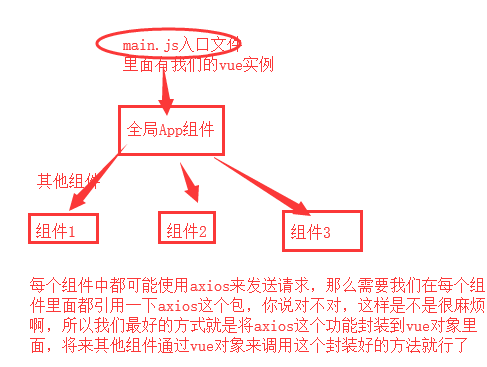 main.js入口文件
里面有我们的vue实例
全局App组件
其他组件
组件1
组件2
组件3
每个组件中都可能使用axios来发送请求，那么需要我们在每个组
件里面都引用一下axios这个包，你说对不对，这样是不是很麻烦
啊，所以我们最好的方式就是将axios这个功能封装到vue对象里
面，将来其他组件通过vue对象来调用这个封装好的方法就行了